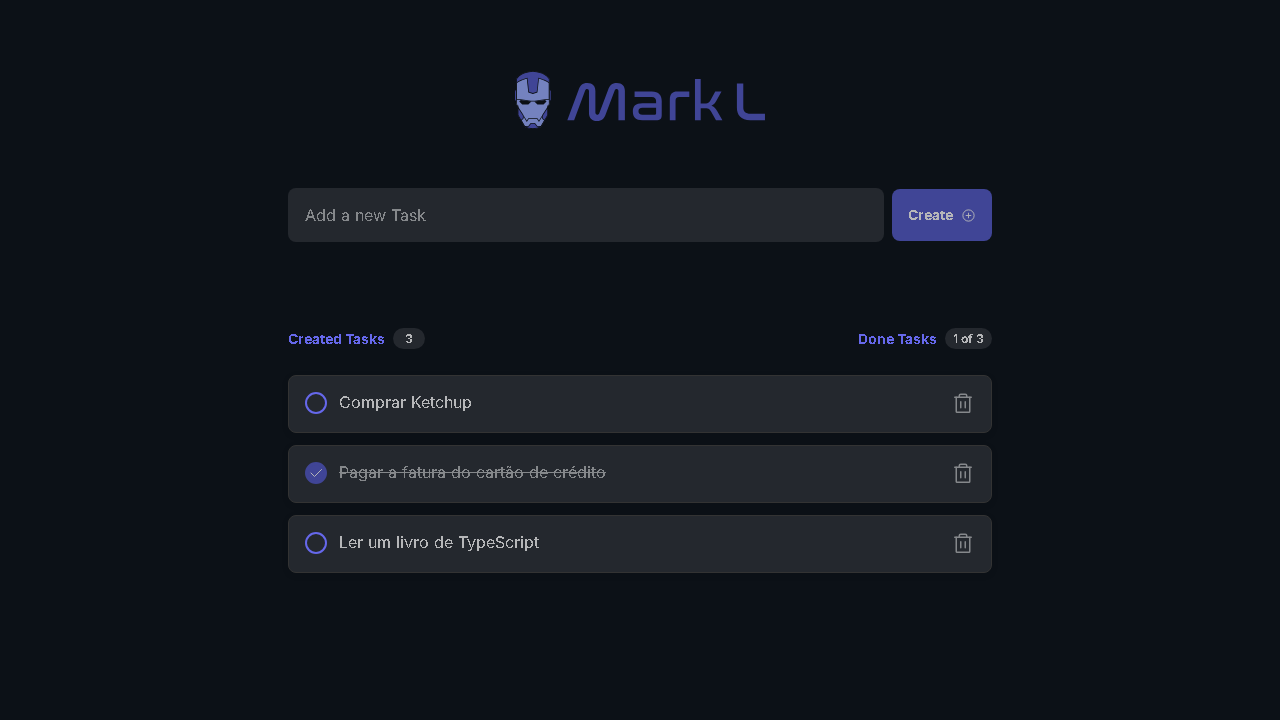 Mark L
Add a new Task
Create
Created Tasks 3
Done Tasks 1 of 3
Comprar Ketchup
Pagar a fatura do cartão de crédito
Ler um livro de TypeScript